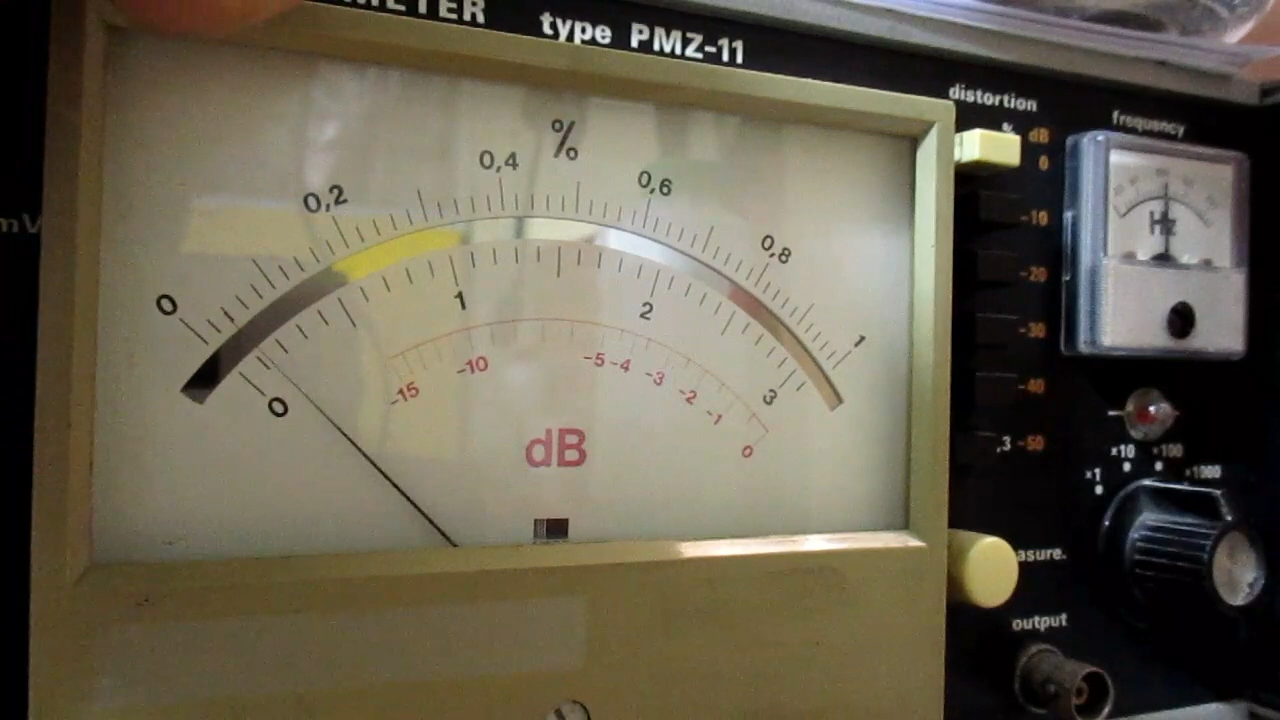 METER type PMZ-11
distortion
% dB
frequency
0
-10
-20
-30
-40
,3 -50
mV
%
0 0,2 0,4 0,6 0,8 1
0 1 2 3
-15 -10 -5 -4 -3 -2 -1 0
dB
Hz
×1 ×10 ×100 ×1000
asure.
output